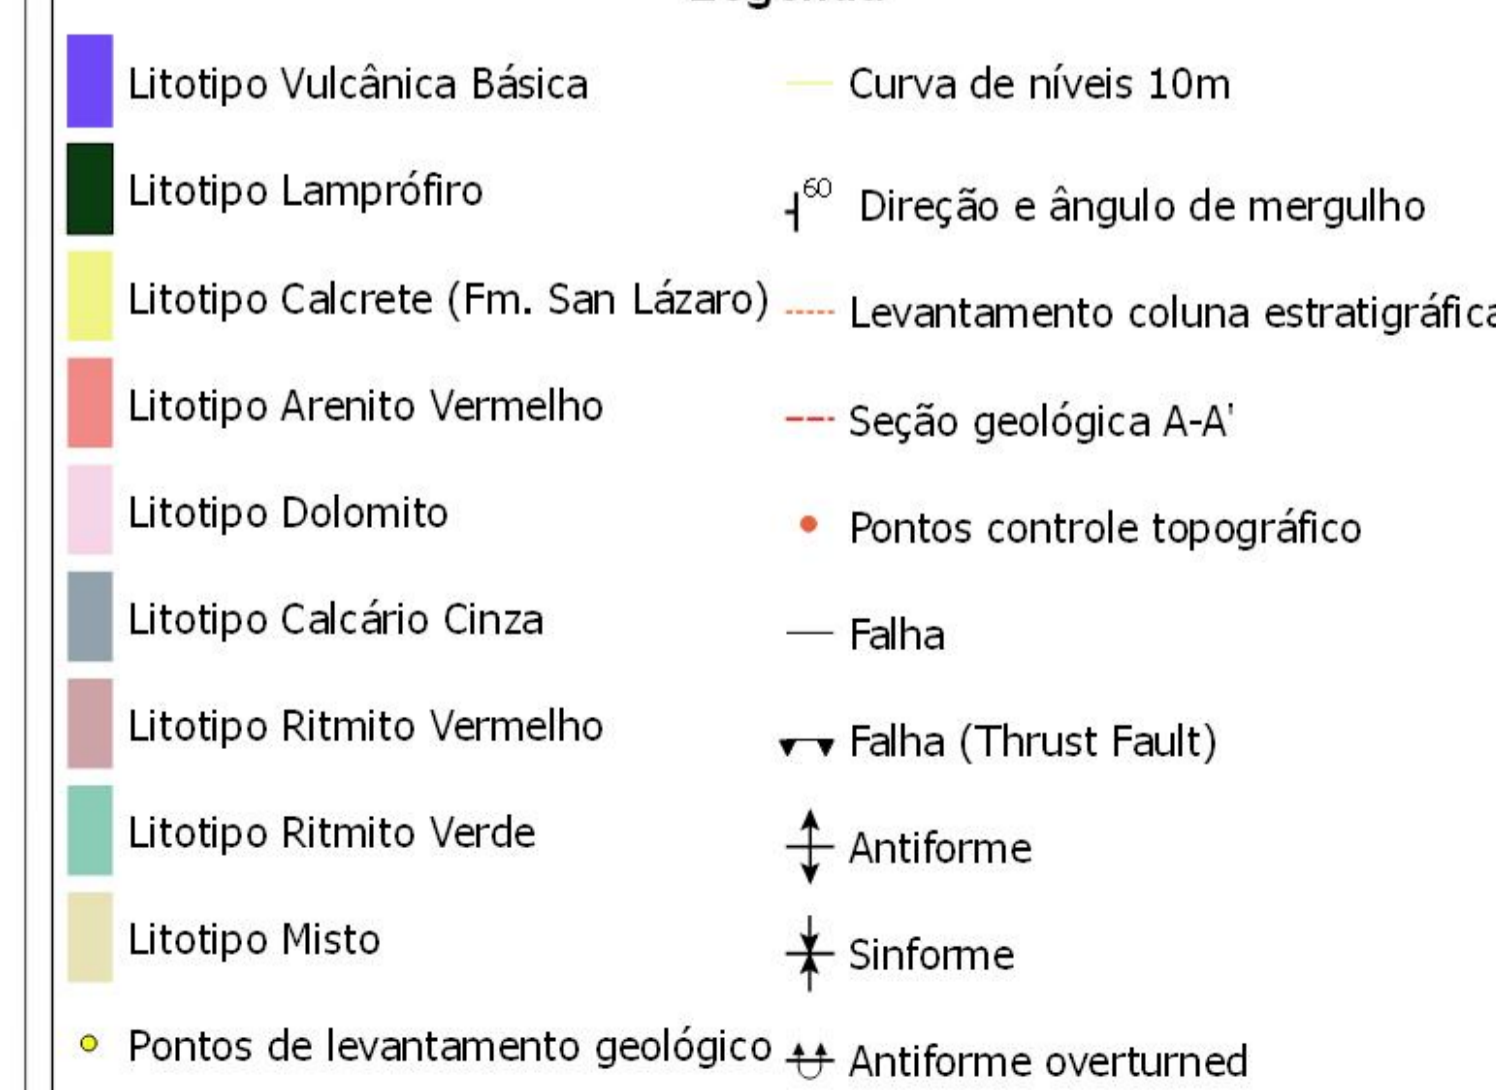 Litotipo Vulcânica Básica
Litotipo Lamprófiro
Litotipo Calcrete (Fm. San Lázaro)
Litotipo Arenito Vermelho
Litotipo Dolomito
Litotipo Calcário Cinza
Litotipo Ritmito Vermelho
Litotipo Ritmito Verde
Litotipo Misto
Pontos de levantamento geológico
Curva de níveis 10m
60 Direção e ângulo de mergulho
Levantamento coluna estratigráfica
Seção geológica A-A'
Pontos controle topográfico
Falha
Falha (Thrust Fault)
Antiforme
Sinforme
Antiforme overturned